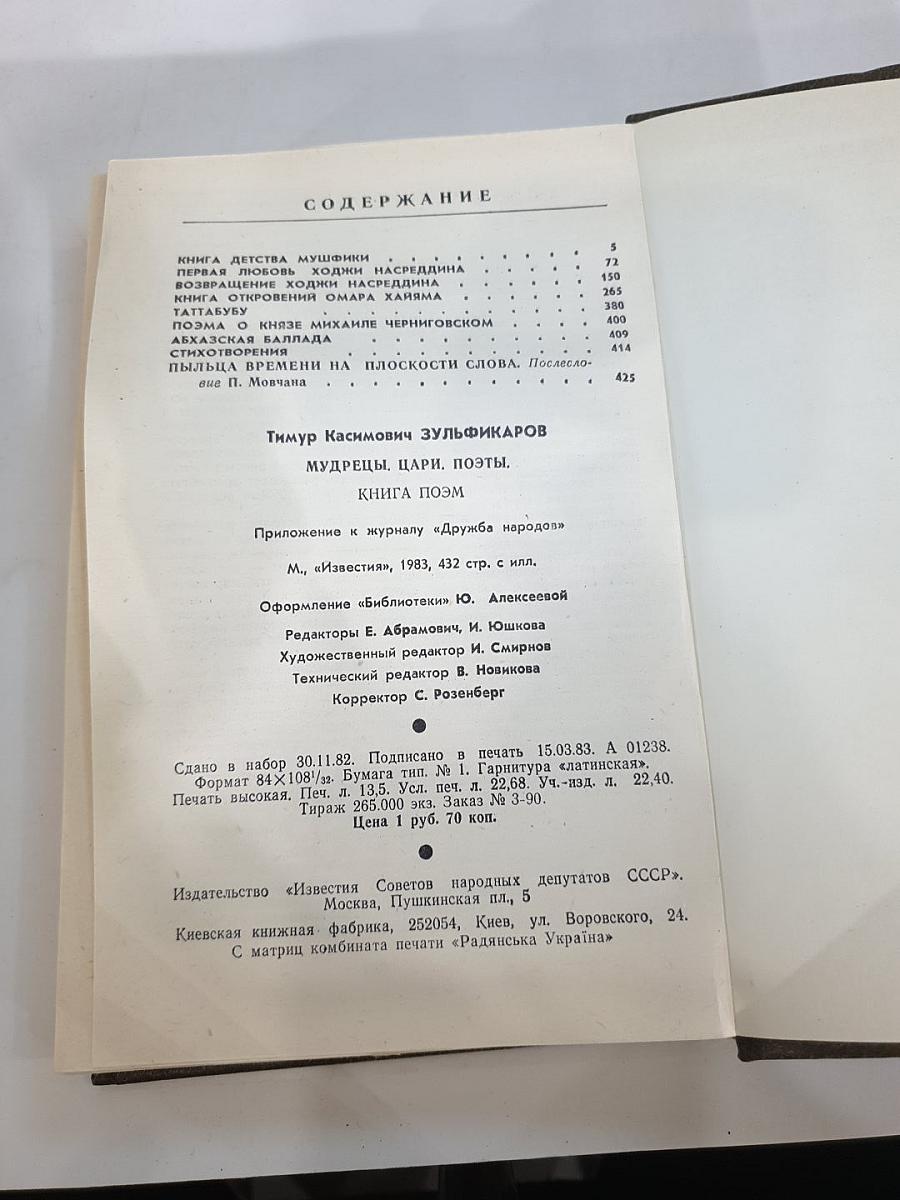 СОДЕРЖАНИЕ
КНИГА ДЕТСТВА МУШФИКИ . . . . . . . . . 5
ПЕРВАЯ ЛЮБОВЬ ХОДЖИ НАСРЕДДИНА . . . . . 72
ВОЗВРАЩЕНИЕ ХОДЖИ НАСРЕДДИНА . . . . . . 150
КНИГА ОТКРОВЕНИЙ ОМАРА ХАЙЯМА . . . . . . 265
ТАТТАБУБУ . . . . . . . . . . . . 380
ПОЭМА О КНЯЗЕ МИХАИЛЕ ЧЕРНИГОВСКОМ . . . . 400
АБХАЗСКАЯ БАЛЛАДА . . . . . . . . . . 409
СТИХОТВОРЕНИЯ . . . . . . . . . . . 414
ПЫЛЬЦА ВРЕМЕНИ НА ПЛОСКОСТИ СЛОВА. Послесло-
вие П. Мовчана . . . . . . . . . . . 425
Тимур Касимович ЗУЛЬФИКАРОВ
МУДРЕЦЫ. ЦАРИ. ПОЭТЫ.
КНИГА ПОЭМ
Приложение к журналу «Дружба народов»
М., «Известия», 1983, 432 стр. с илл.
Оформление «Библиотеки» Ю. Алексеевой
Редакторы Е. Абрамович, И. Юшкова
Художественный редактор И. Смирнов
Технический редактор В. Новикова
Корректор С. Розенберг
Сдано в набор 30.11.82. Подписано в печать 15.03.83. А 01238.
Формат 84×108¹/₃₂. Бумага тип. № 1. Гарнитура «латинская».
Печать высокая. Печ. л. 13,5. Усл. печ. л. 22,68. Уч.-изд. л. 22,40.
Тираж 265.000 экз. Заказ № 3-90.
Цена 1 руб. 70 коп.
Издательство «Известия Советов народных депутатов СССР».
Москва, Пушкинская пл., 5
Киевская книжная фабрика, 252054, Киев, ул. Воровского, 24.
С матриц комбината печати «Радянська Україна»